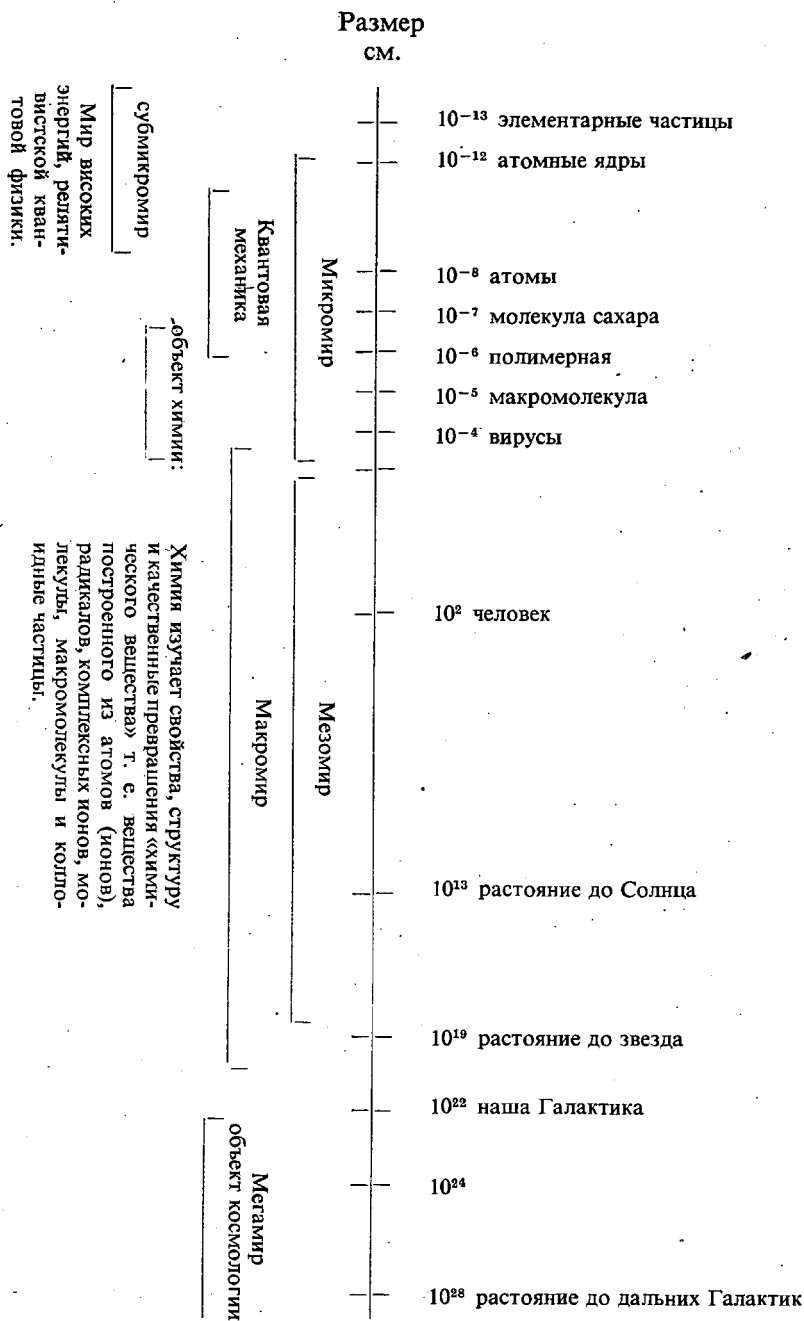 Размер
см.
10⁻¹³ элементарные частицы
10⁻¹² атомные ядры
10⁻⁸ атомы
10⁻⁷ молекула сахара
10⁻⁶ полимерная
10⁻⁵ макромолекула
10⁻⁴ вирусы
10² человек
10¹³ растояние до Солнца
10¹⁹ растояние до звезда
10²² наша Галактика
10²⁴
10²⁸ растояние до дальних Галактик
Микромир
Мезомир
Квантовая
механика
Макромир
Мегамир
объект космологии
субмикромир
Мир високих
энергий, реляти-
вистской кван-
товой физики.
объект химии:
Химия изучает свойства, структуру
и качественные превращения «хими-
ческого вещества» т. е. вещества
построенного из атомов (ионов),
радикалов, комплексных ионов, мо-
лекулы, макромолекулы и колло-
идные частицы.